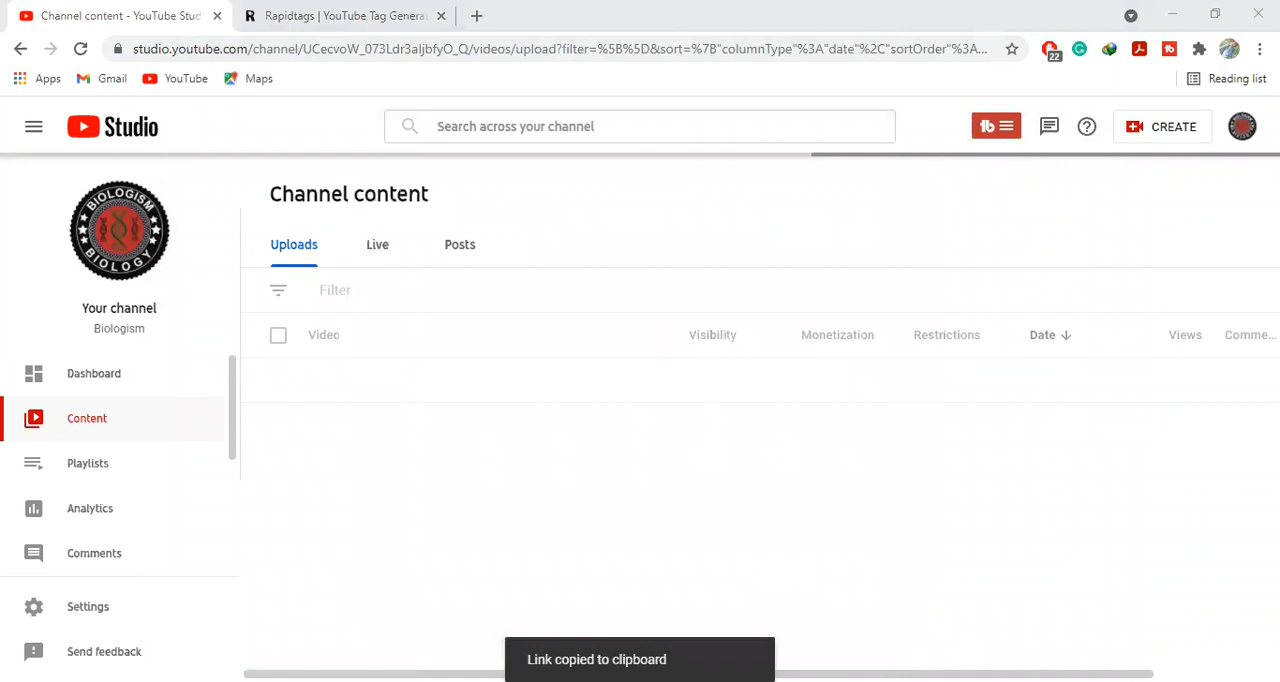 Channel content - YouTube Stud
Rapidtags | YouTube Tag Genera
studio.youtube.com/channel/UCecvoW_073Ldr3aljbfyO_Q/videos/upload?filter=%5B%5D&sort=%7B"columnType"%3A"date"%2C"sortOrder"%3A...
22
Apps
Gmail
YouTube
Maps
Reading list
Studio
Search across your channel
tb
CREATE
BIOLOGISM
BIOLOGY
Your channel
Biologism
Dashboard
Content
Playlists
Analytics
Comments
Settings
Send feedback
Channel content
Uploads
Live
Posts
Filter
Video
Visibility
Monetization
Restrictions
Date
Views
Comme...
Link copied to clipboard